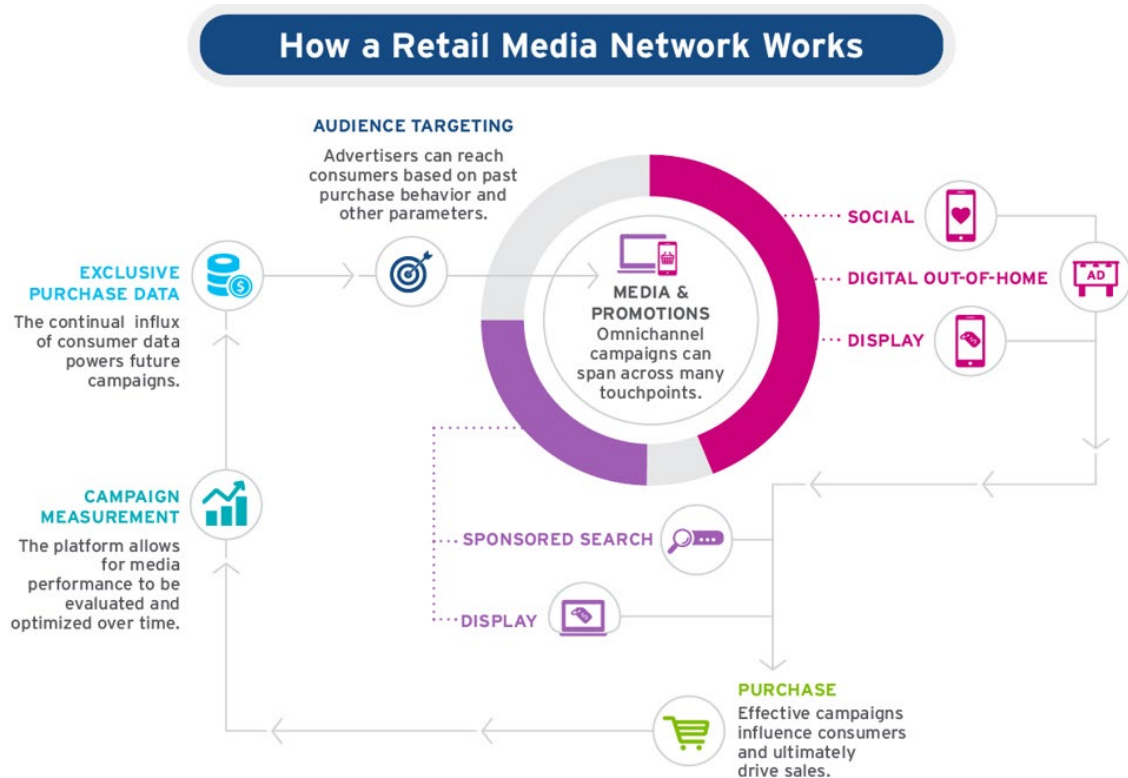 How a Retail Media Network Works
AUDIENCE TARGETING
Advertisers can reach
consumers based on past
purchase behavior and
other parameters.
EXCLUSIVE
PURCHASE DATA
The continual influx
of consumer data
powers future
campaigns.
MEDIA &
PROMOTIONS
Omnichannel
campaigns can
span across many
touchpoints.
SOCIAL
DIGITAL OUT-OF-HOME
AD
DISPLAY
CAMPAIGN
MEASUREMENT
The platform allows
for media
performance to be
evaluated and
optimized over time.
SPONSORED SEARCH
DISPLAY
PURCHASE
Effective campaigns
influence consumers
and ultimately
drive sales.
$